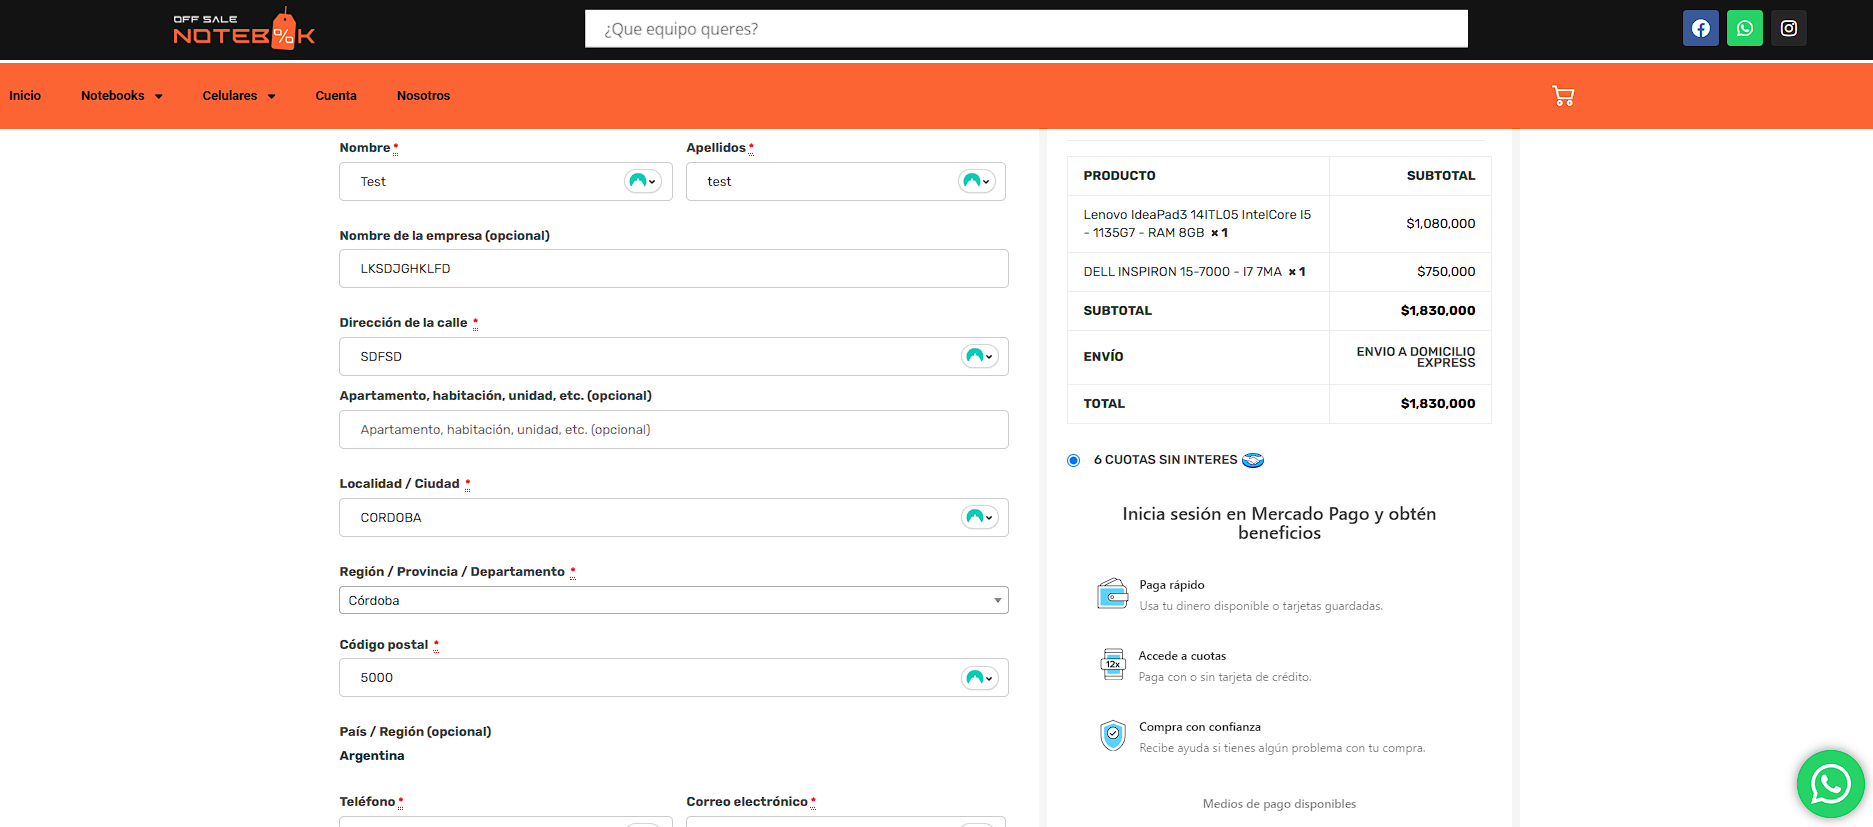 OFF SALE
NOTEBOOK
¿Que equipo queres?
Inicio
Notebooks
Celulares
Cuenta
Nosotros
Nombre *
Apellidos *
Test
test
Nombre de la empresa (opcional)
LKSDJGHKLFD
Dirección de la calle *
SDFSD
Apartamento, habitación, unidad, etc. (opcional)
Apartamento, habitación, unidad, etc. (opcional)
Localidad / Ciudad *
CORDOBA
Región / Provincia / Departamento *
Córdoba
Código postal *
5000
País / Región (opcional)
Argentina
Teléfono *
Correo electrónico *
PRODUCTO
SUBTOTAL
Lenovo IdeaPad3 14ITL05 IntelCore I5
- 1135G7 - RAM 8GB × 1
$1,080,000
DELL INSPIRON 15-7000 - I7 7MA × 1
$750,000
SUBTOTAL
$1,830,000
ENVÍO
ENVIO A DOMICILIO
EXPRESS
TOTAL
$1,830,000
6 CUOTAS SIN INTERES
Inicia sesión en Mercado Pago y obtén
beneficios
Paga rápido
Usa tu dinero disponible o tarjetas guardadas.
12x
Accede a cuotas
Paga con o sin tarjeta de crédito.
Compra con confianza
Recibe ayuda si tienes algún problema con tu compra.
Medios de pago disponibles